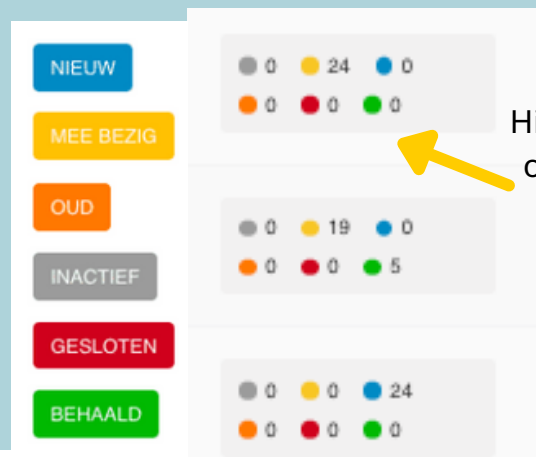 NIEUW
MEE BEZIG
OUD
INACTIEF
GESLOTEN
BEHAALD
0 24 0
0 0 0
0 19 0
0 0 5
0 0 24
0 0 0
Hi